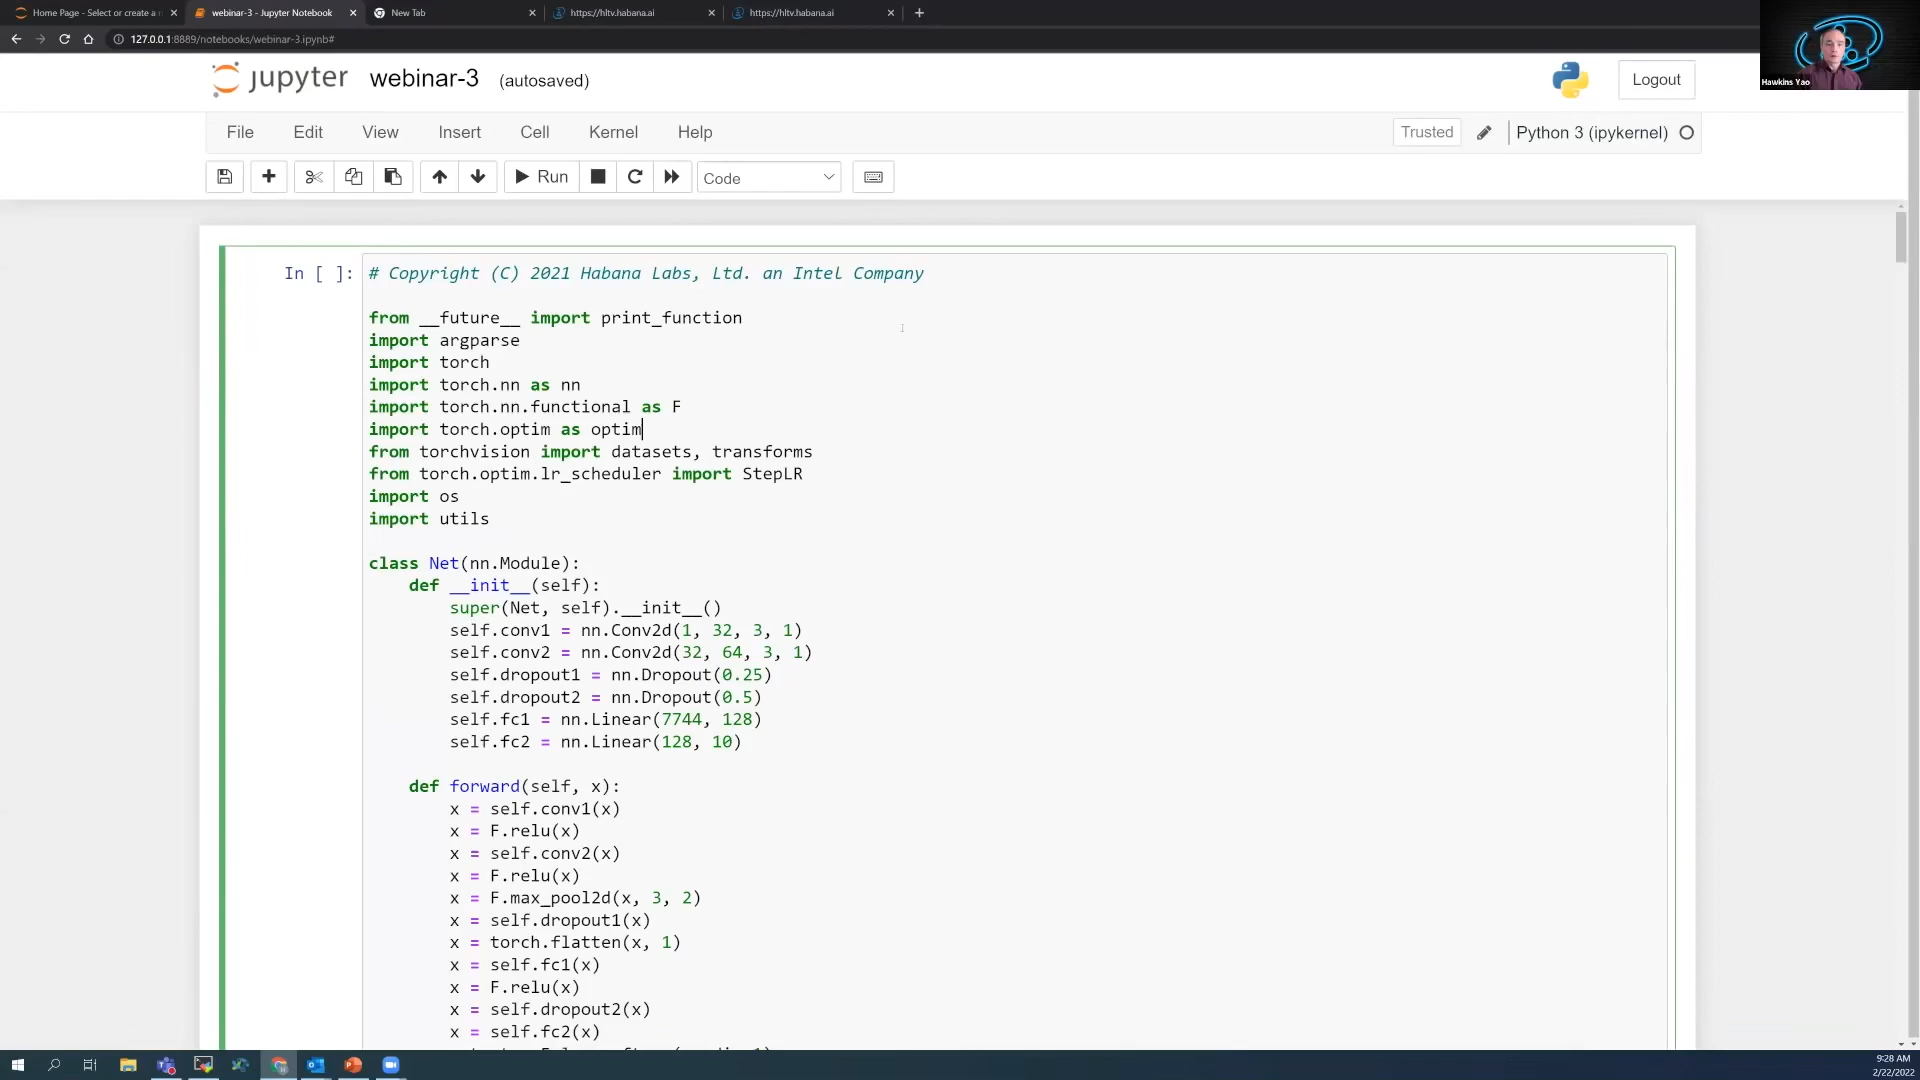 Home Page - Select or create a n
webinar-3 - Jupyter Notebook
New Tab
https://hltv.habana.ai
https://hltv.habana.ai
127.0.0.1:8889/notebooks/webinar-3.ipynb#
Hawkins Yao
jupyter webinar-3 (autosaved)
Logout
File Edit View Insert Cell Kernel Help
Trusted
Python 3 (ipykernel)
Run
Code
In [ ]:
# Copyright (C) 2021 Habana Labs, Ltd. an Intel Company
from __future__ import print_function
import argparse
import torch
import torch.nn as nn
import torch.nn.functional as F
import torch.optim as optim
from torchvision import datasets, transforms
from torch.optim.lr_scheduler import StepLR
import os
import utils
class Net(nn.Module):
def __init__(self):
super(Net, self).__init__()
self.conv1 = nn.Conv2d(1, 32, 3, 1)
self.conv2 = nn.Conv2d(32, 64, 3, 1)
self.dropout1 = nn.Dropout(0.25)
self.dropout2 = nn.Dropout(0.5)
self.fc1 = nn.Linear(7744, 128)
self.fc2 = nn.Linear(128, 10)
def forward(self, x):
x = self.conv1(x)
x = F.relu(x)
x = self.conv2(x)
x = F.relu(x)
x = F.max_pool2d(x, 3, 2)
x = self.dropout1(x)
x = torch.flatten(x, 1)
x = self.fc1(x)
x = F.relu(x)
x = self.dropout2(x)
x = self.fc2(x)
9:28 AM
2/22/2022